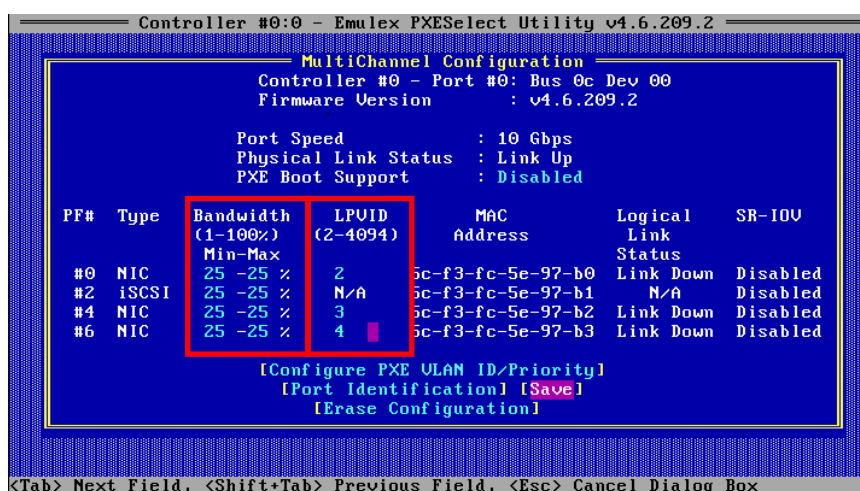 Controller #0:0 - Emulex PXESelect Utility v4.6.209.2
MultiChannel Configuration
Controller #0 - Port #0: Bus 0c Dev 00
Firmware Version : v4.6.209.2
Port Speed : 10 Gbps
Physical Link Status : Link Up
PXE Boot Support : Disabled
PF# Type Bandwidth LPVID MAC Logical SR-IOV
(1-100%) (2-4094) Address Link
Min-Max Status
#0 NIC 25 -25 % 2 5c-f3-fc-5e-97-b0 Link Down Disabled
#2 iSCSI 25 -25 % N/A 5c-f3-fc-5e-97-b1 N/A Disabled
#4 NIC 25 -25 % 3 5c-f3-fc-5e-97-b2 Link Down Disabled
#6 NIC 25 -25 % 4 5c-f3-fc-5e-97-b3 Link Down Disabled
[Configure PXE VLAN ID/Priority]
[Port Identification] [Save]
[Erase Configuration]
<Tab> Next Field, <Shift+Tab> Previous Field, <Esc> Cancel Dialog Box